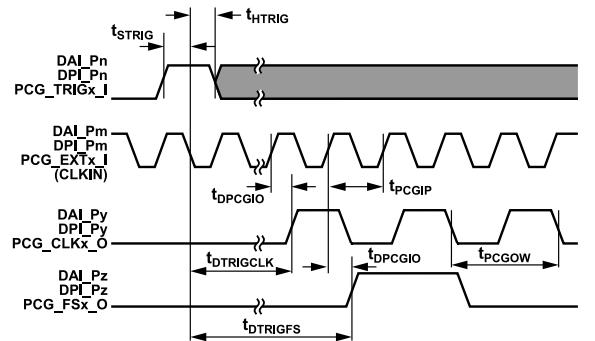 tHTRIG
tSTRIG
DAI_Pn
DPI_Pn
PCG_TRIGx_I
DAI_Pm
DPI_Pm
PCG_EXTx_I
(CLKIN)
tDPCGIO
tPCGIP
DAI_Py
DPI_Py
PCG_CLKx_O
tDTRIGCLK
tDPCGIO
tPCGOW
DAI_Pz
DPI_Pz
PCG_FSx_O
tDTRIGFS